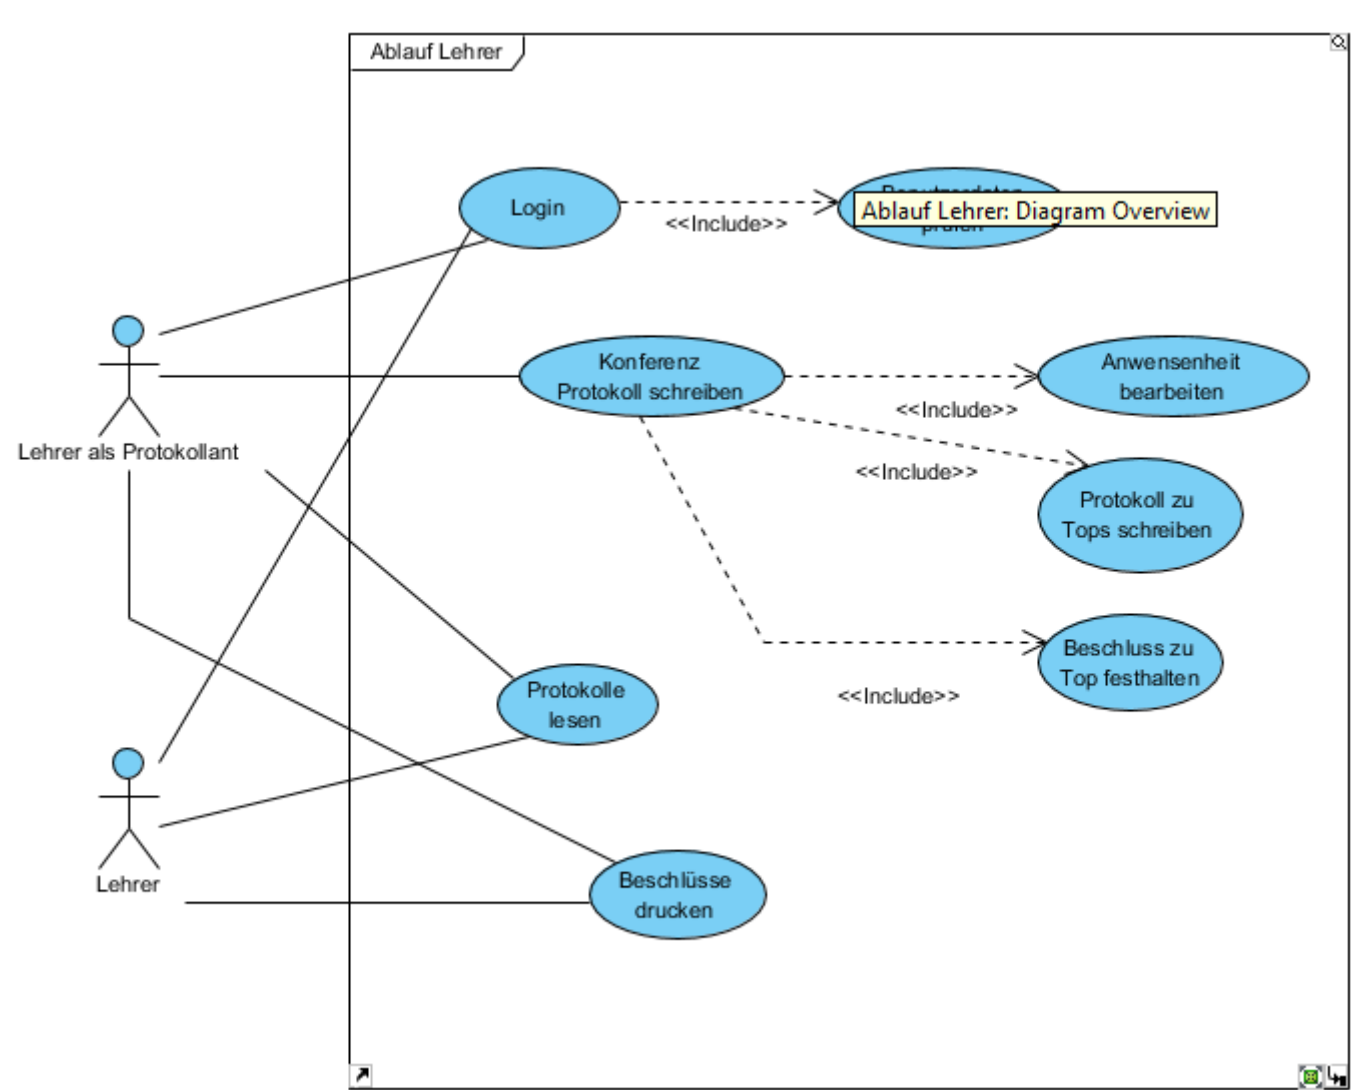 Ablauf Lehrer
Login
<<Include>>
Ablauf Lehrer: Diagram Overview
Konferenz
Protokoll schreiben
<<Include>>
Anwensenheit
bearbeiten
Lehrer als Protokollant
<<Include>>
Protokoll zu
Tops schreiben
Beschluss zu
Top festhalten
<<Include>>
Protokolle
lesen
Lehrer
Beschlüsse
drucken